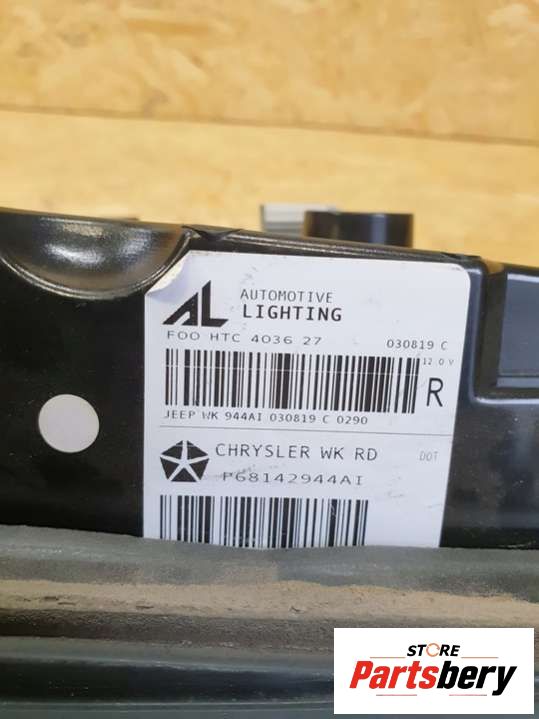 AL AUTOMOTIVE
LIGHTING
FOO HTC 4036 27 030819 C
12.0 V
R
JEEP WK 944AI 030819 C 0290
CHRYSLER WK RD DOT
P68142944AI
STORE
Partsbery